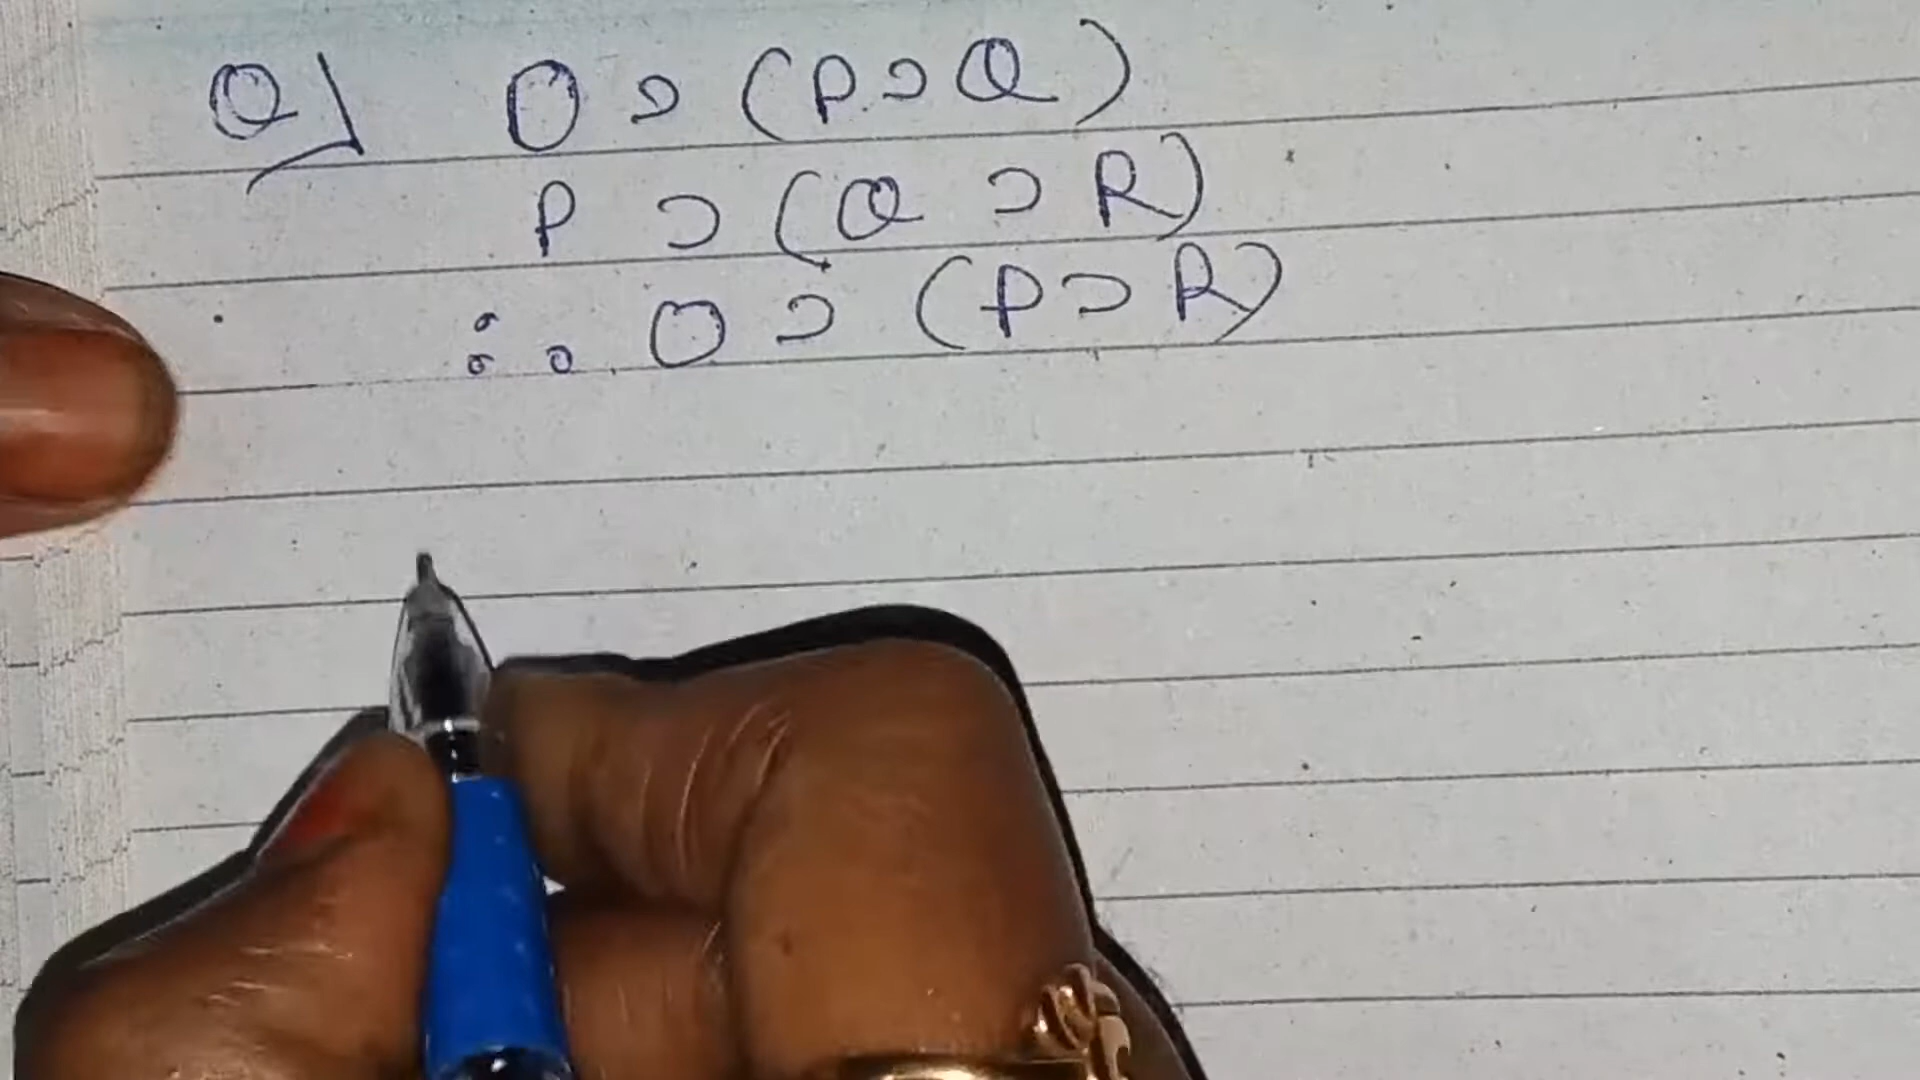 Q) O ⊃ (P ⊃ Q)
P ⊃ (Q ⊃ R)
∴ O ⊃ (P ⊃ R)